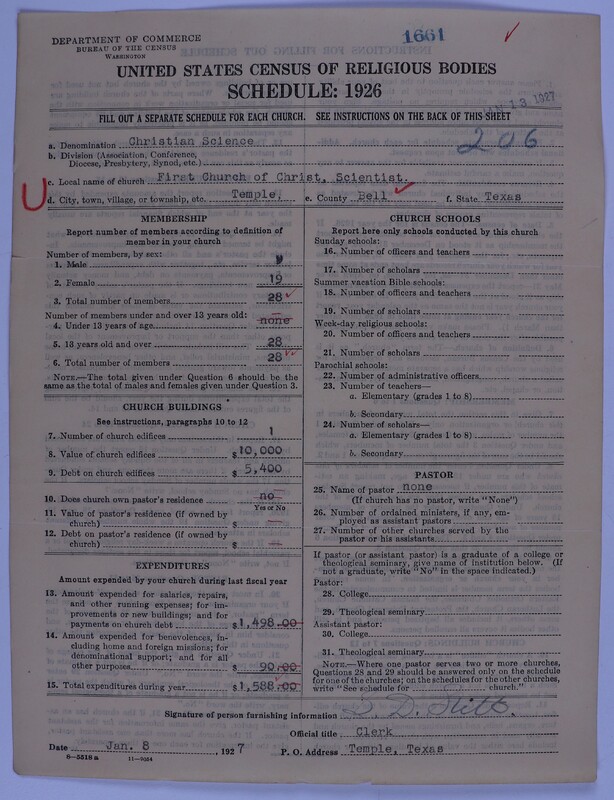 DEPARTMENT OF COMMERCE
BUREAU OF THE CENSUS
WASHINGTON
1661
UNITED STATES CENSUS OF RELIGIOUS BODIES
SCHEDULE: 1926
JAN 13 1927
FILL OUT A SEPARATE SCHEDULE FOR EACH CHURCH. SEE INSTRUCTIONS ON THE BACK OF THIS SHEET
206
a. Denomination Christian Science
b. Division (Association, Conference,
Diocese, Presbytery, Synod, etc.)
c. Local name of church First Church of Christ, Scientist.
d. City, town, village, or township, etc. Temple, e. County Bell f. State Texas
MEMBERSHIP
Report number of members according to definition of
member in your church
Number of members, by sex:
1. Male
2. Female 19
3. Total number of members 28
Number of members under and over 13 years old:
4. Under 13 years of age none
5. 13 years old and over 28
6. Total number of members 28
NOTE.—The total given under Question 6 should be the
same as the total of males and females given under Question 3.
CHURCH BUILDINGS
See instructions, paragraphs 10 to 12
7. Number of church edifices 1
8. Value of church edifices $10,000
9. Debt on church edifices $5,400
10. Does church own pastor's residence no
Yes or No
11. Value of pastor's residence (if owned by
church) $ —
12. Debt on pastor's residence (if owned by
church) $ —
EXPENDITURES
Amount expended by your church during last fiscal year
13. Amount expended for salaries, repairs,
and other running expenses; for im-
provements or new buildings; and for
payments on church debt $1,498.00
14. Amount expended for benevolences, in-
cluding home and foreign missions; for
denominational support; and for all
other purposes $ 90.00
15. Total expenditures during year $1,588.00
CHURCH SCHOOLS
Report here only schools conducted by this church
Sunday schools:
16. Number of officers and teachers
17. Number of scholars
Summer vacation Bible schools:
18. Number of officers and teachers
19. Number of scholars
Week-day religious schools:
20. Number of officers and teachers
21. Number of scholars
Parochial schools:
22. Number of administrative officers
23. Number of teachers—
a. Elementary (grades 1 to 8)
b. Secondary
24. Number of scholars—
a. Elementary (grades 1 to 8)
b. Secondary
PASTOR
25. Name of pastor none
(If church has no pastor, write "None")
26. Number of ordained ministers, if any, em-
ployed as assistant pastors
27. Number of other churches served by the
pastor or his assistants
If pastor (or assistant pastor) is a graduate of a college or
theological seminary, give name of institution below. (If
not a graduate, write "No" in the space indicated.)
Pastor:
28. College
29. Theological seminary
Assistant pastor:
30. College
31. Theological seminary
NOTE.—Where one pastor serves two or more churches,
Questions 28 and 29 should be answered only on the schedule
for one of the churches; on the schedules for the other churches,
write "See schedule for church."
Signature of person furnishing information
Official title Clerk
Date Jan. 8, 1927 P. O. Address Temple, Texas
8—5518a 11—9024